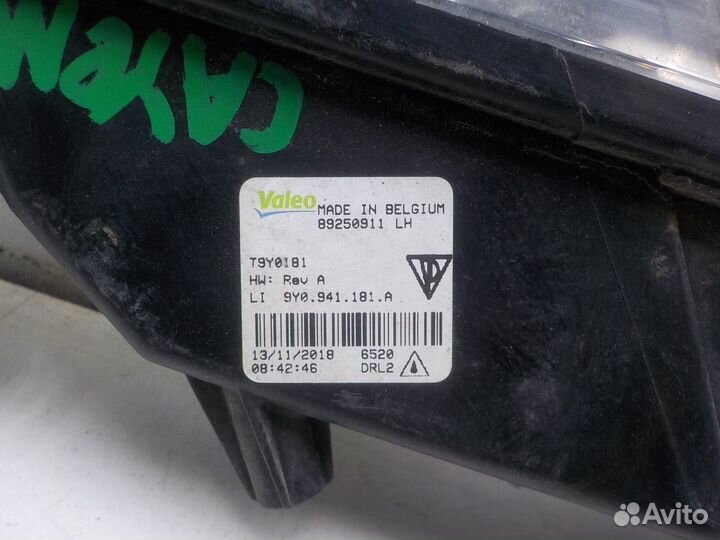 CAYEN
Valeo
MADE IN BELGIUM
89250911 LH
T9Y0181
HW: Rev A
LI 9Y0.941.181.A
13/11/2018 6520
08:42:46 DRL2
Avito